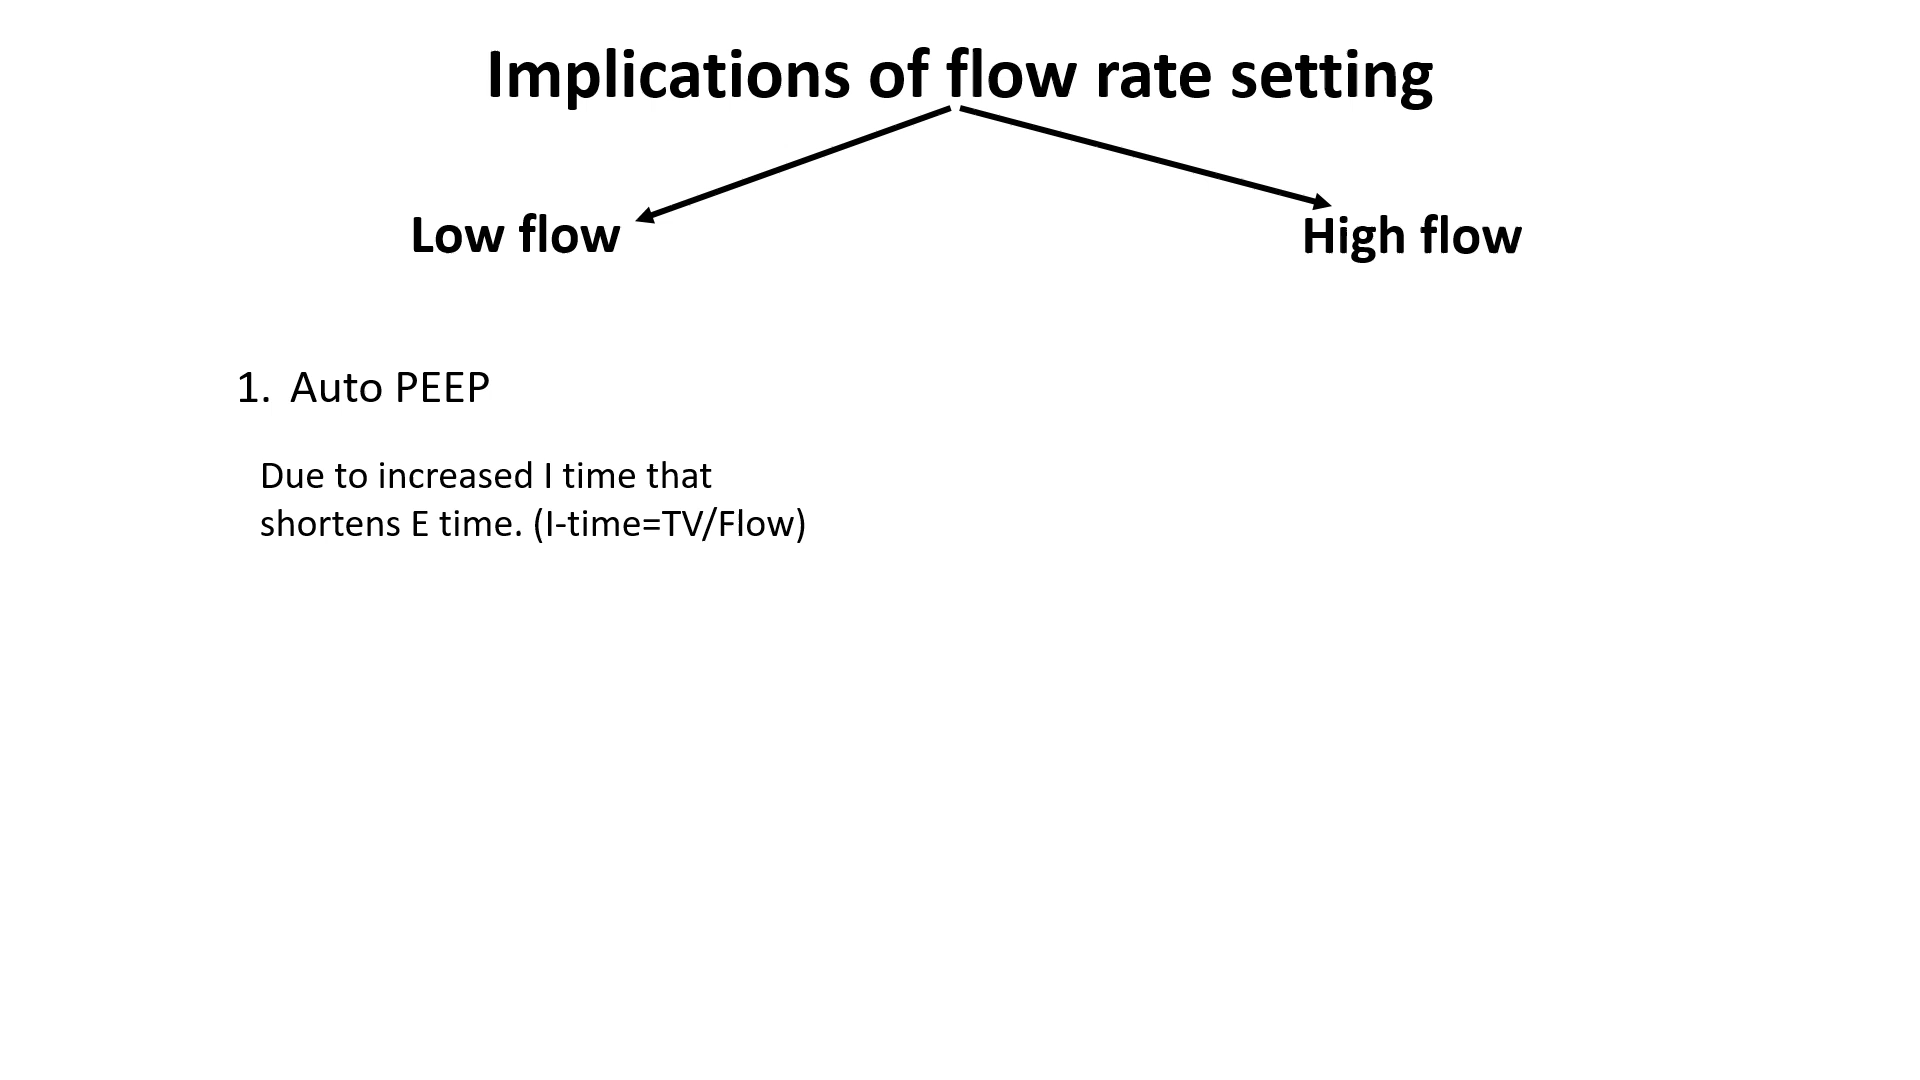 Implications of flow rate setting
Low flow
High flow
1. Auto PEEP
Due to increased I time that
shortens E time. (I-time=TV/Flow)